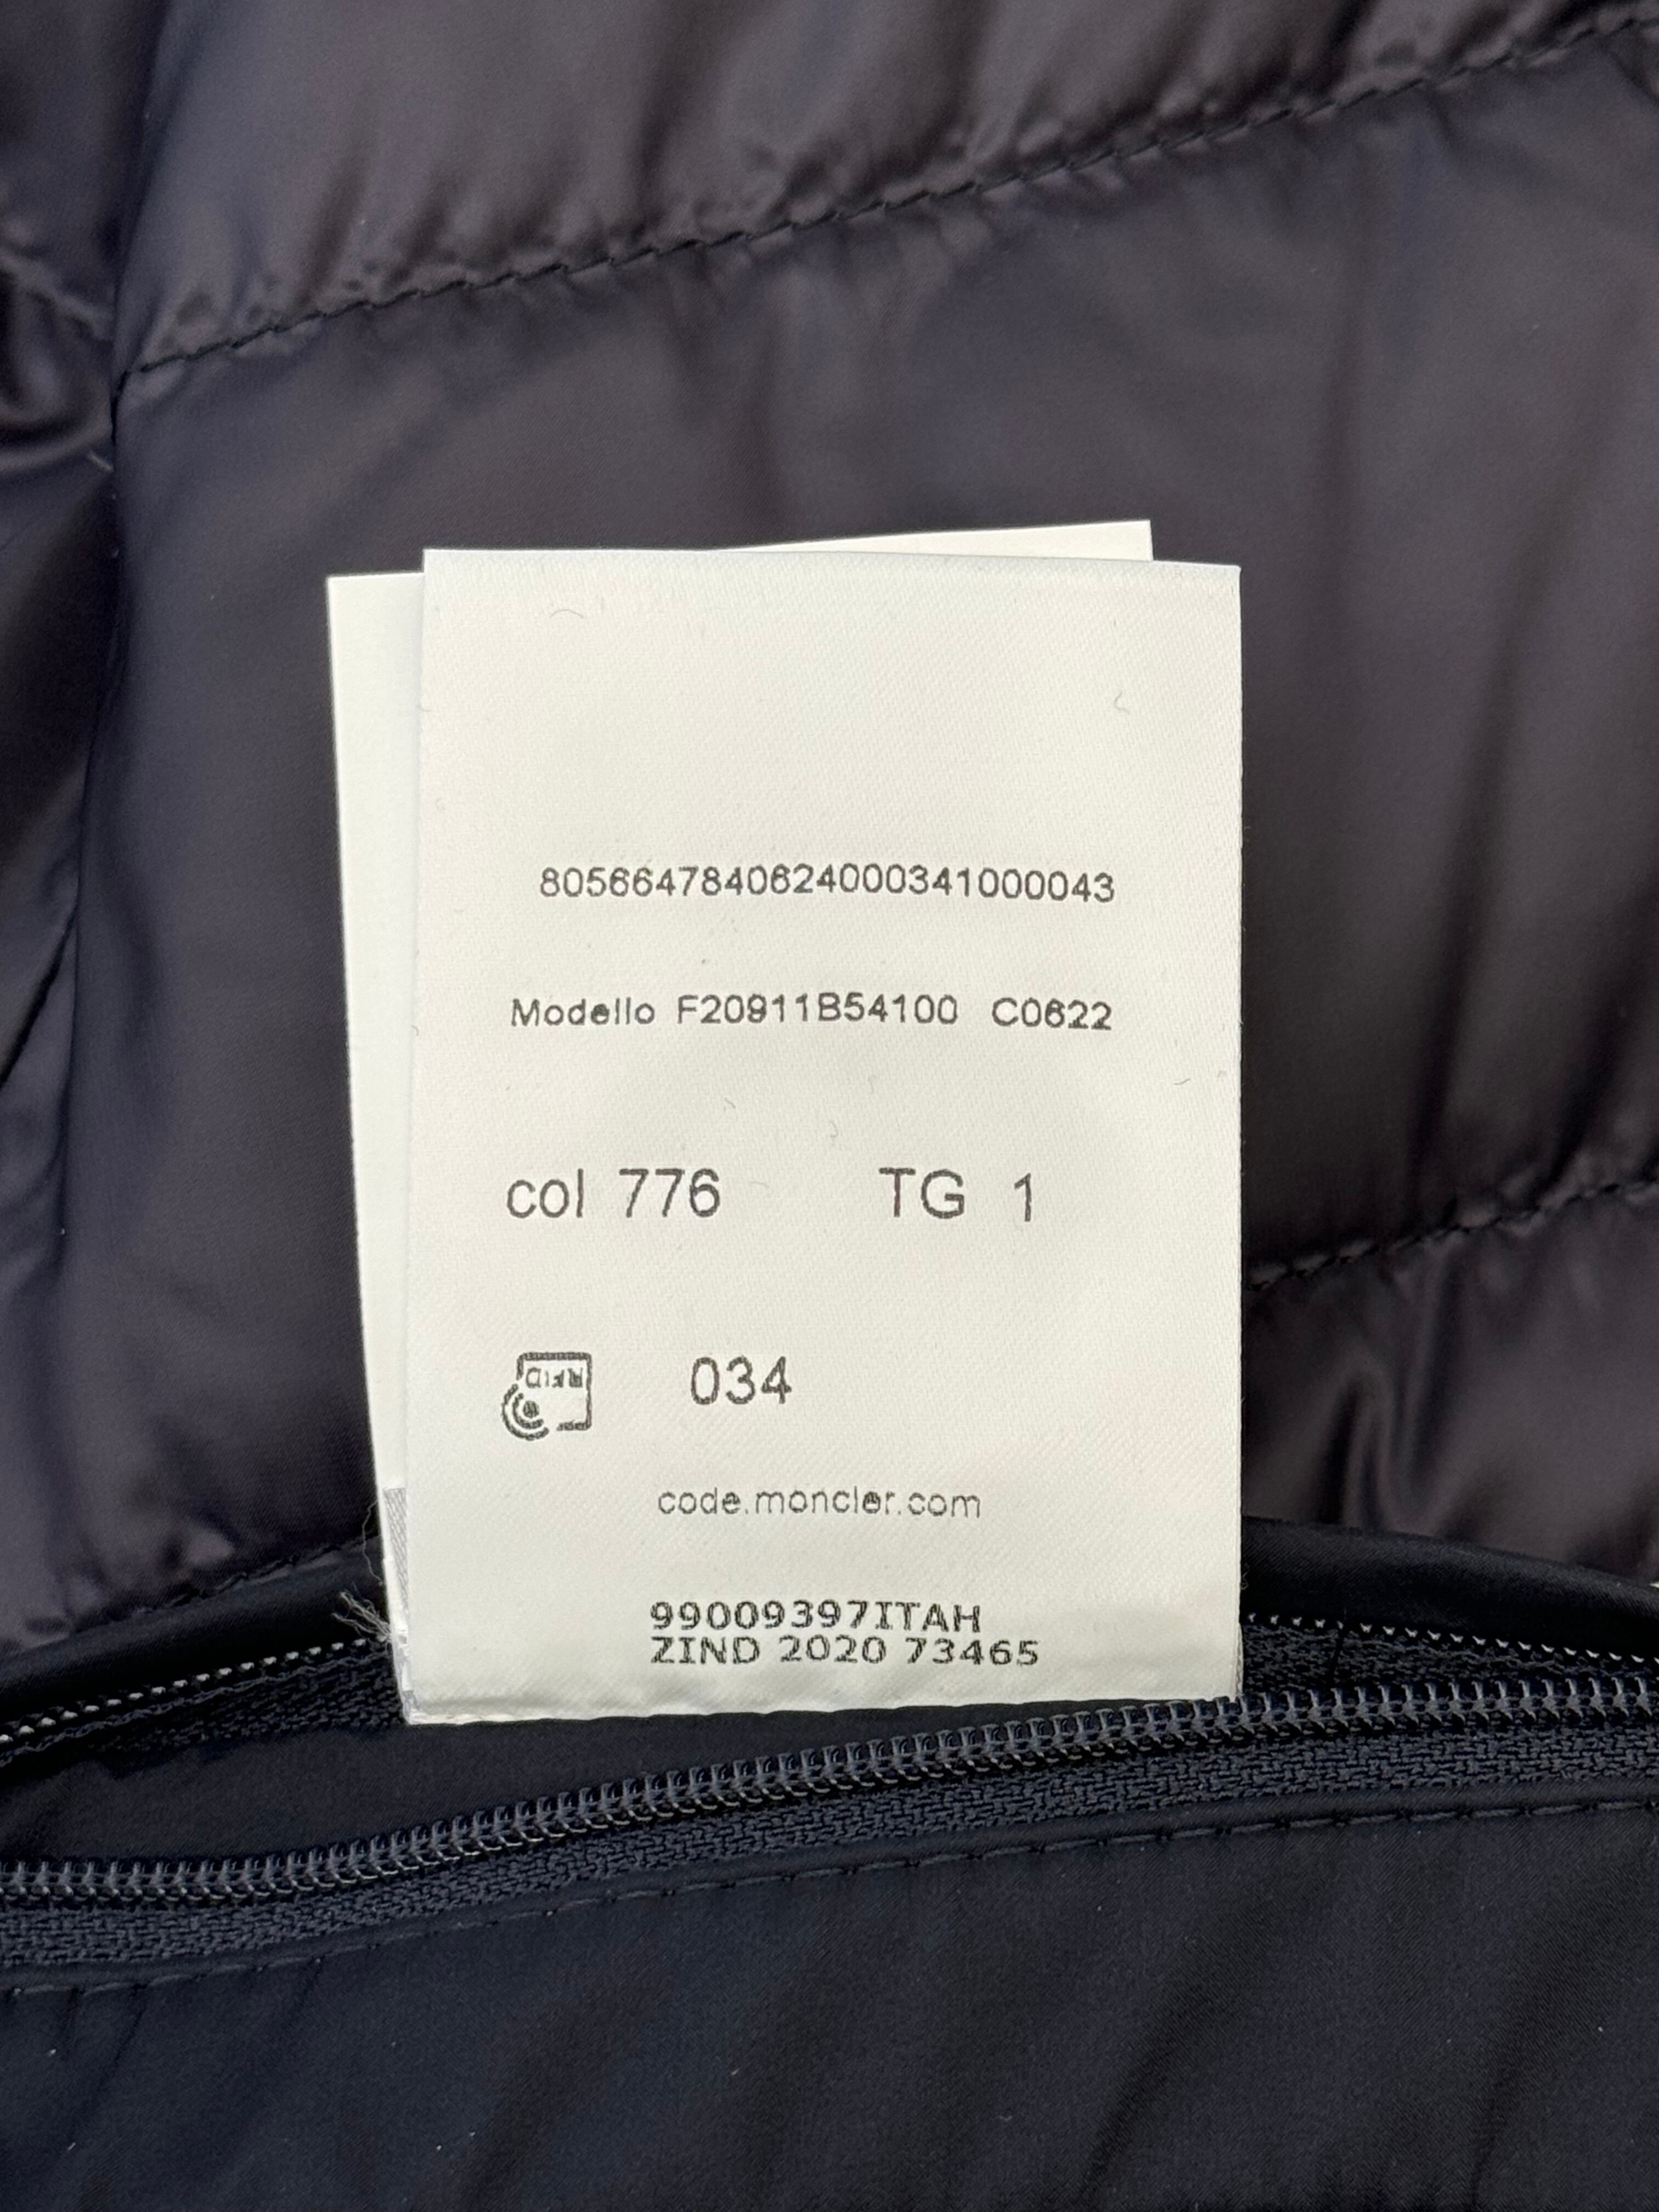 8056647840624000341000043
Modello F20911B54100 C0622
col 776 TG 1
RFID
034
code.moncler.com
99009397ITAH
ZIND 2020 73465